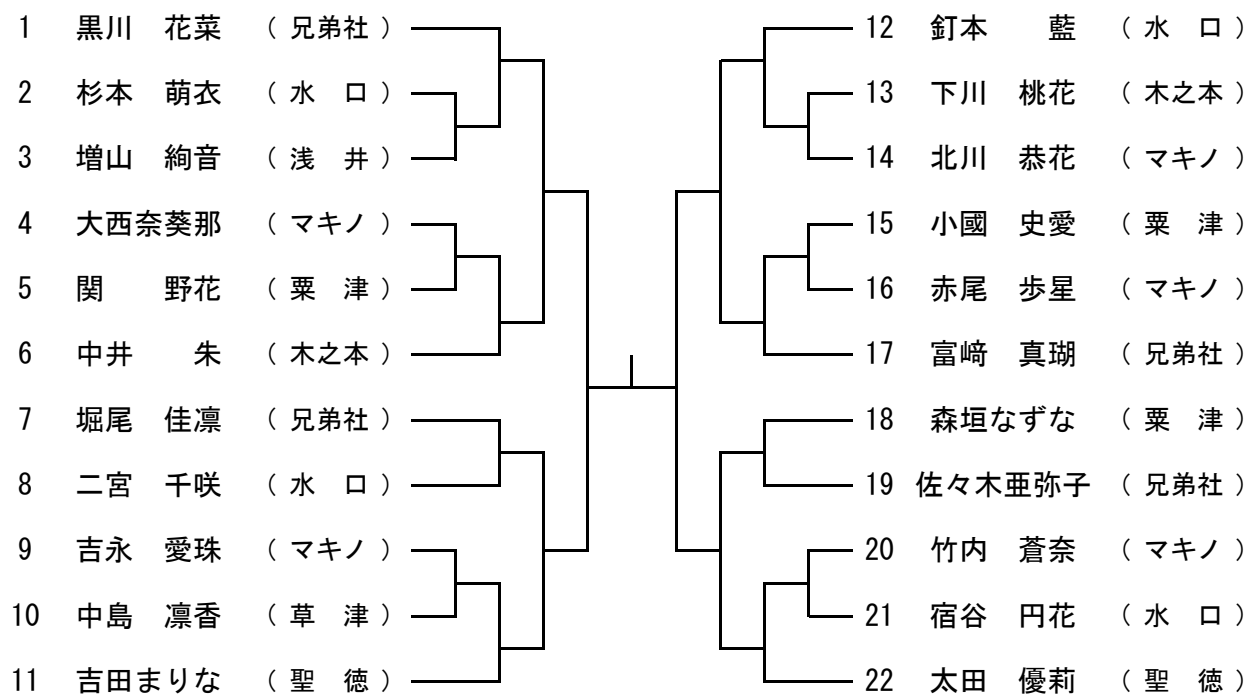 1 黒川　花菜 （ 兄弟社 ）
2 杉本　萌衣 （ 水　口 ）
3 増山　絢音 （ 浅　井 ）
4 大西奈葵那 （ マキノ ）
5 関　　野花 （ 粟　津 ）
6 中井　　朱 （ 木之本 ）
7 堀尾　佳凛 （ 兄弟社 ）
8 二宮　千咲 （ 水　口 ）
9 吉永　愛珠 （ マキノ ）
10 中島　凛香 （ 草　津 ）
11 吉田まりな （ 聖　徳 ）
12 釘本　　藍 （ 水　口 ）
13 下川　桃花 （ 木之本 ）
14 北川　恭花 （ マキノ ）
15 小國　史愛 （ 粟　津 ）
16 赤尾　歩星 （ マキノ ）
17 富﨑　真瑚 （ 兄弟社 ）
18 森垣なずな （ 粟　津 ）
19 佐々木亜弥子 （ 兄弟社 ）
20 竹内　蒼奈 （ マキノ ）
21 宿谷　円花 （ 水　口 ）
22 太田　優莉 （ 聖　徳 ）